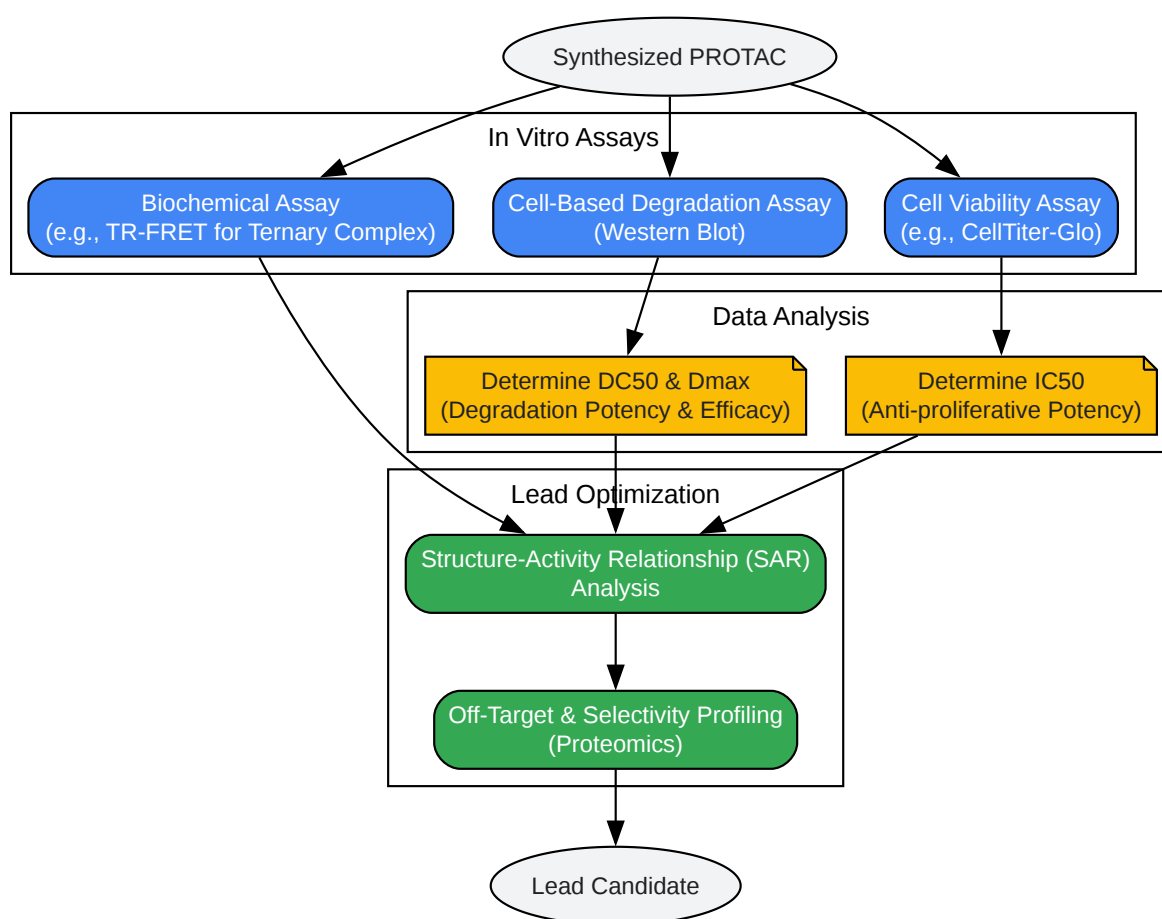 Synthesized PROTAC
In Vitro Assays
Biochemical Assay
(e.g., TR-FRET for Ternary Complex)
Cell-Based Degradation Assay
(Western Blot)
Cell Viability Assay
(e.g., CellTiter-Glo)
Data Analysis
Determine DC50 & Dmax
(Degradation Potency & Efficacy)
Determine IC50
(Anti-proliferative Potency)
Lead Optimization
Structure-Activity Relationship (SAR)
Analysis
Off-Target & Selectivity Profiling
(Proteomics)
Lead Candidate